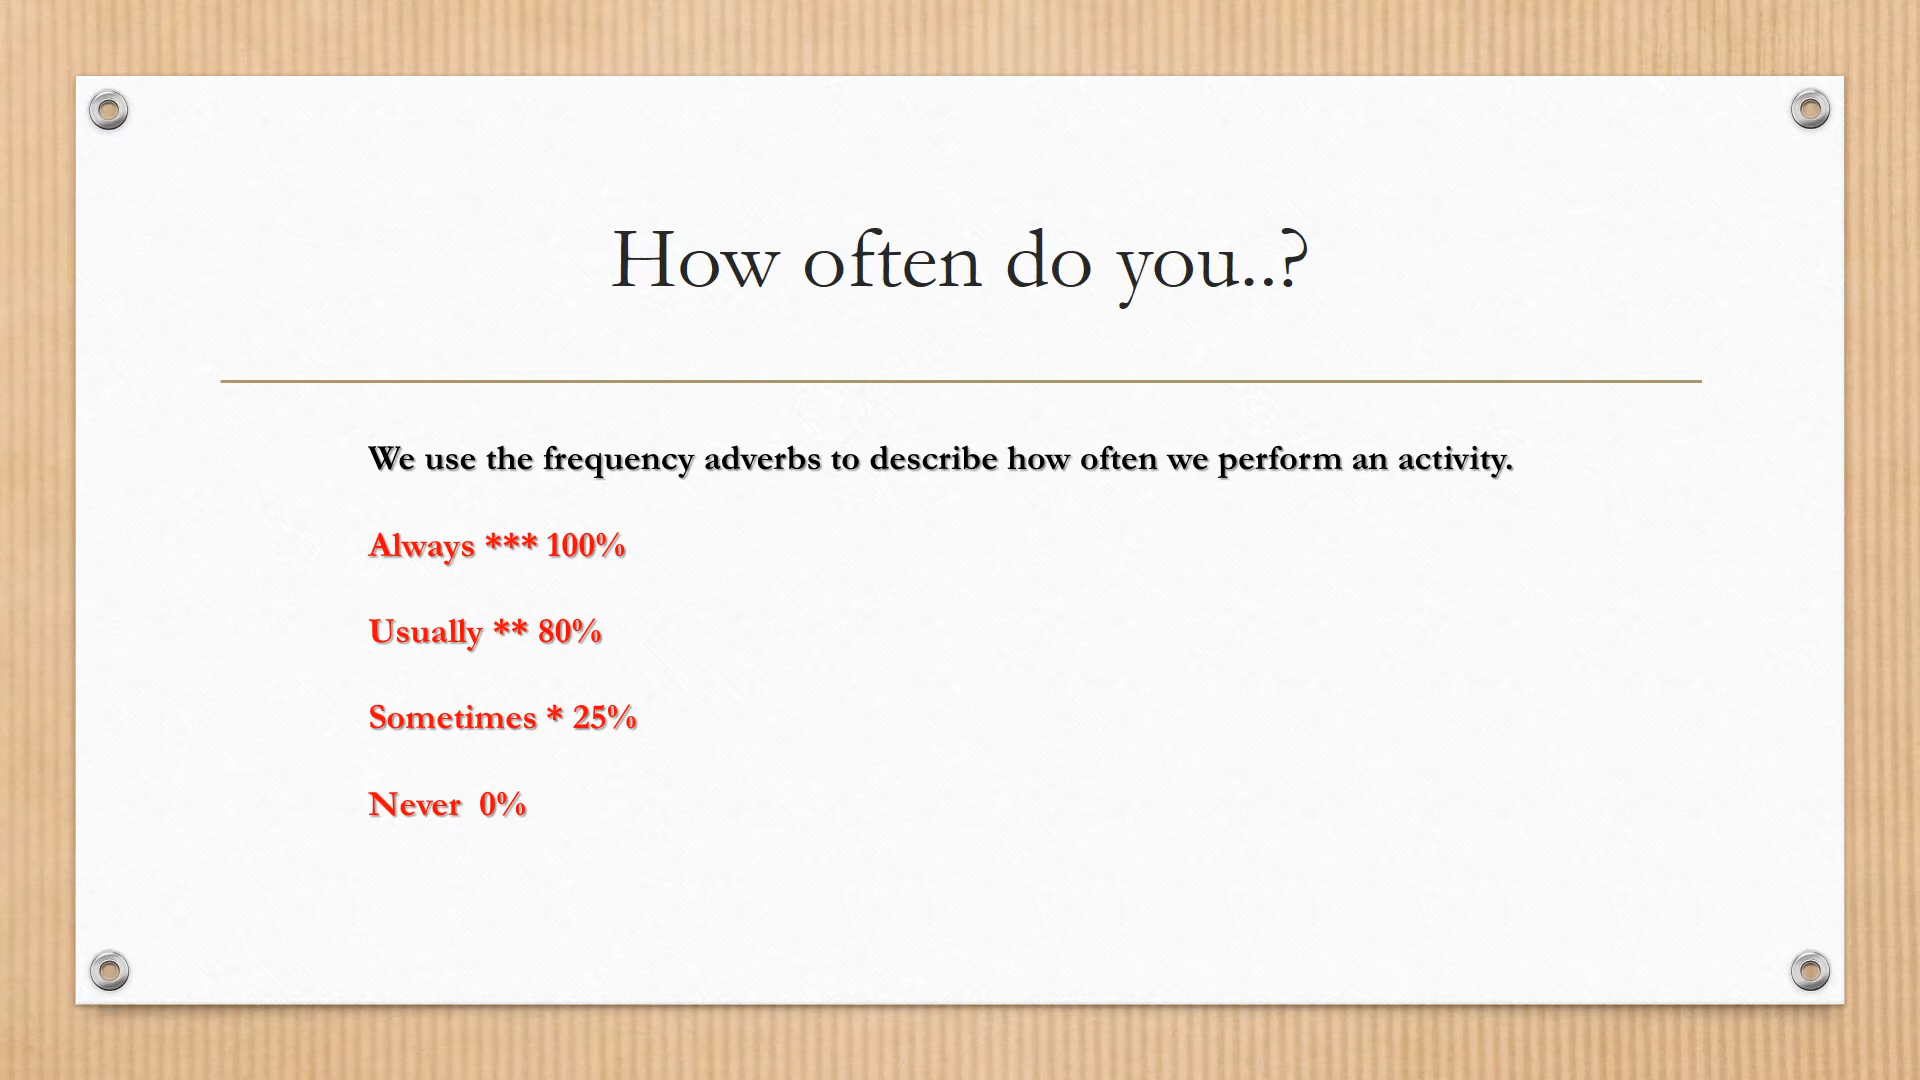 How often do you..?
We use the frequency adverbs to describe how often we perform an activity.
Always *** 100%
Usually ** 80%
Sometimes * 25%
Never  0%